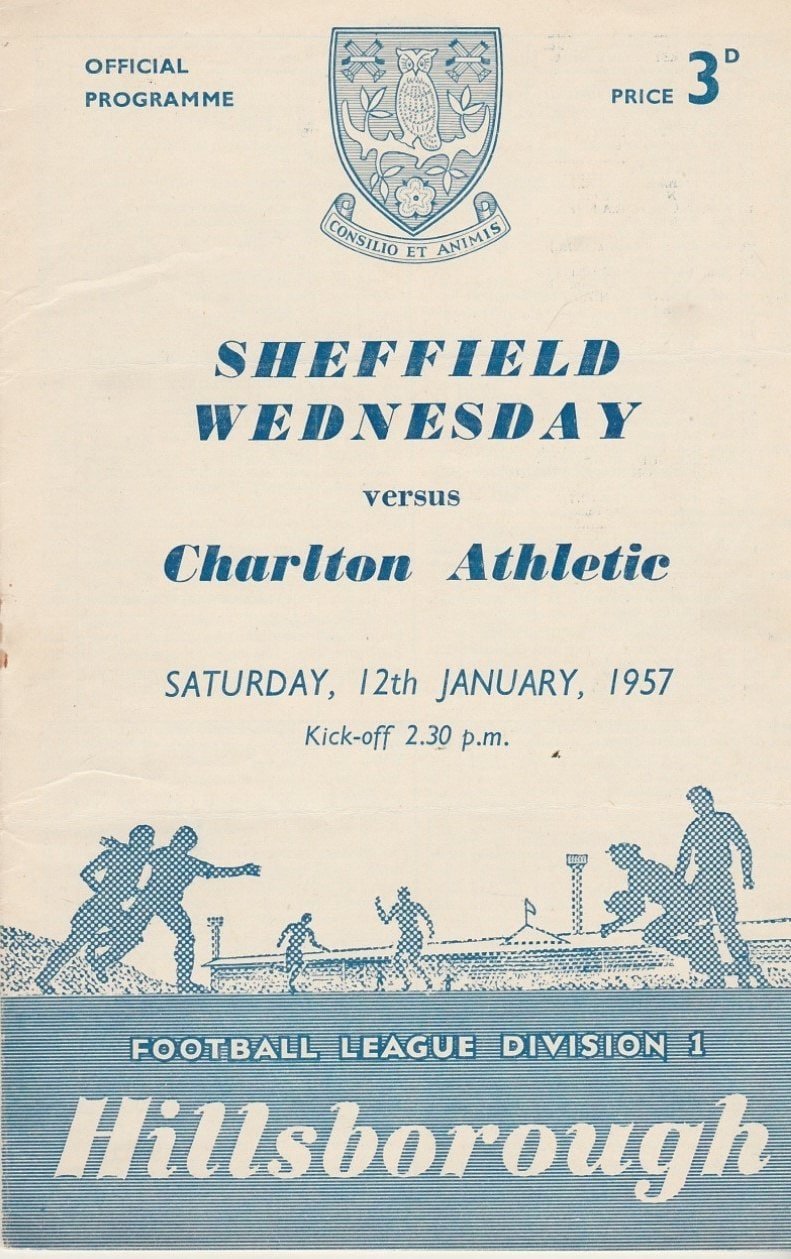 OFFICIAL
PROGRAMME
PRICE 3D
CONSILIO ET ANIMIS
SHEFFIELD
WEDNESDAY
versus
Charlton Athletic
SATURDAY, 12th JANUARY, 1957
Kick-off 2.30 p.m.
FOOTBALL LEAGUE DIVISION 1
Hillsborough